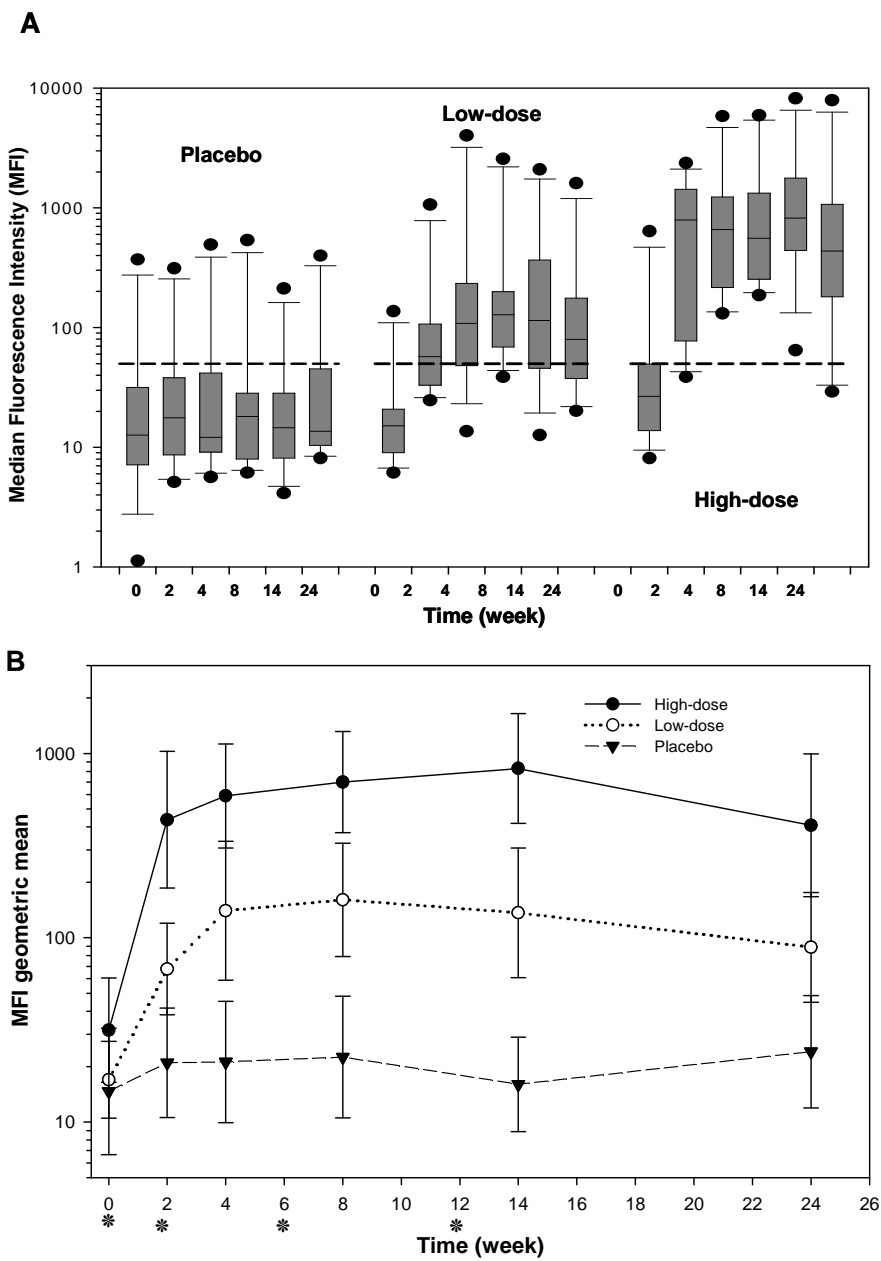 A
10000
1000
100
10
1
Median Fluorescence Intensity (MFI)
Placebo
Low-dose
High-dose
0 2 4 8 14 24 0 2 4 8 14 24 0 2 4 8 14 24
Time (week)
B
1000
100
10
MFI geometric mean
High-dose
Low-dose
Placebo
0 2 4 6 8 10 12 14 16 18 20 22 24 26
* * * *
Time (week)